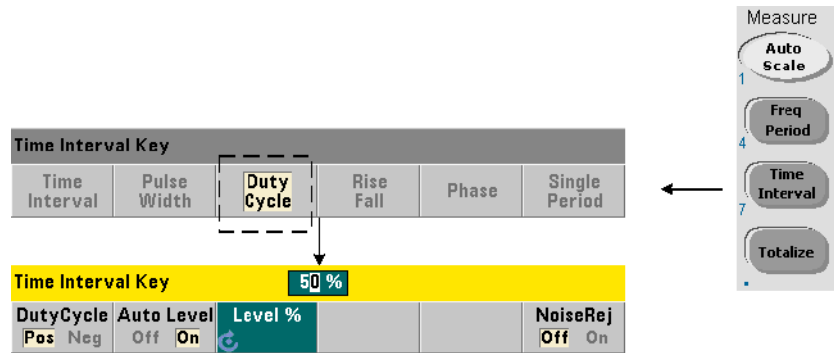 Measure
Auto
Scale
1
Freq
Period
4
Time
Interval
7
Totalize
.
Time Interval Key
Time
Interval
Pulse
Width
Duty
Cycle
Rise
Fall
Phase
Single
Period
Time Interval Key
50 %
DutyCycle
Pos Neg
Auto Level
Off On
Level %
NoiseRej
Off On